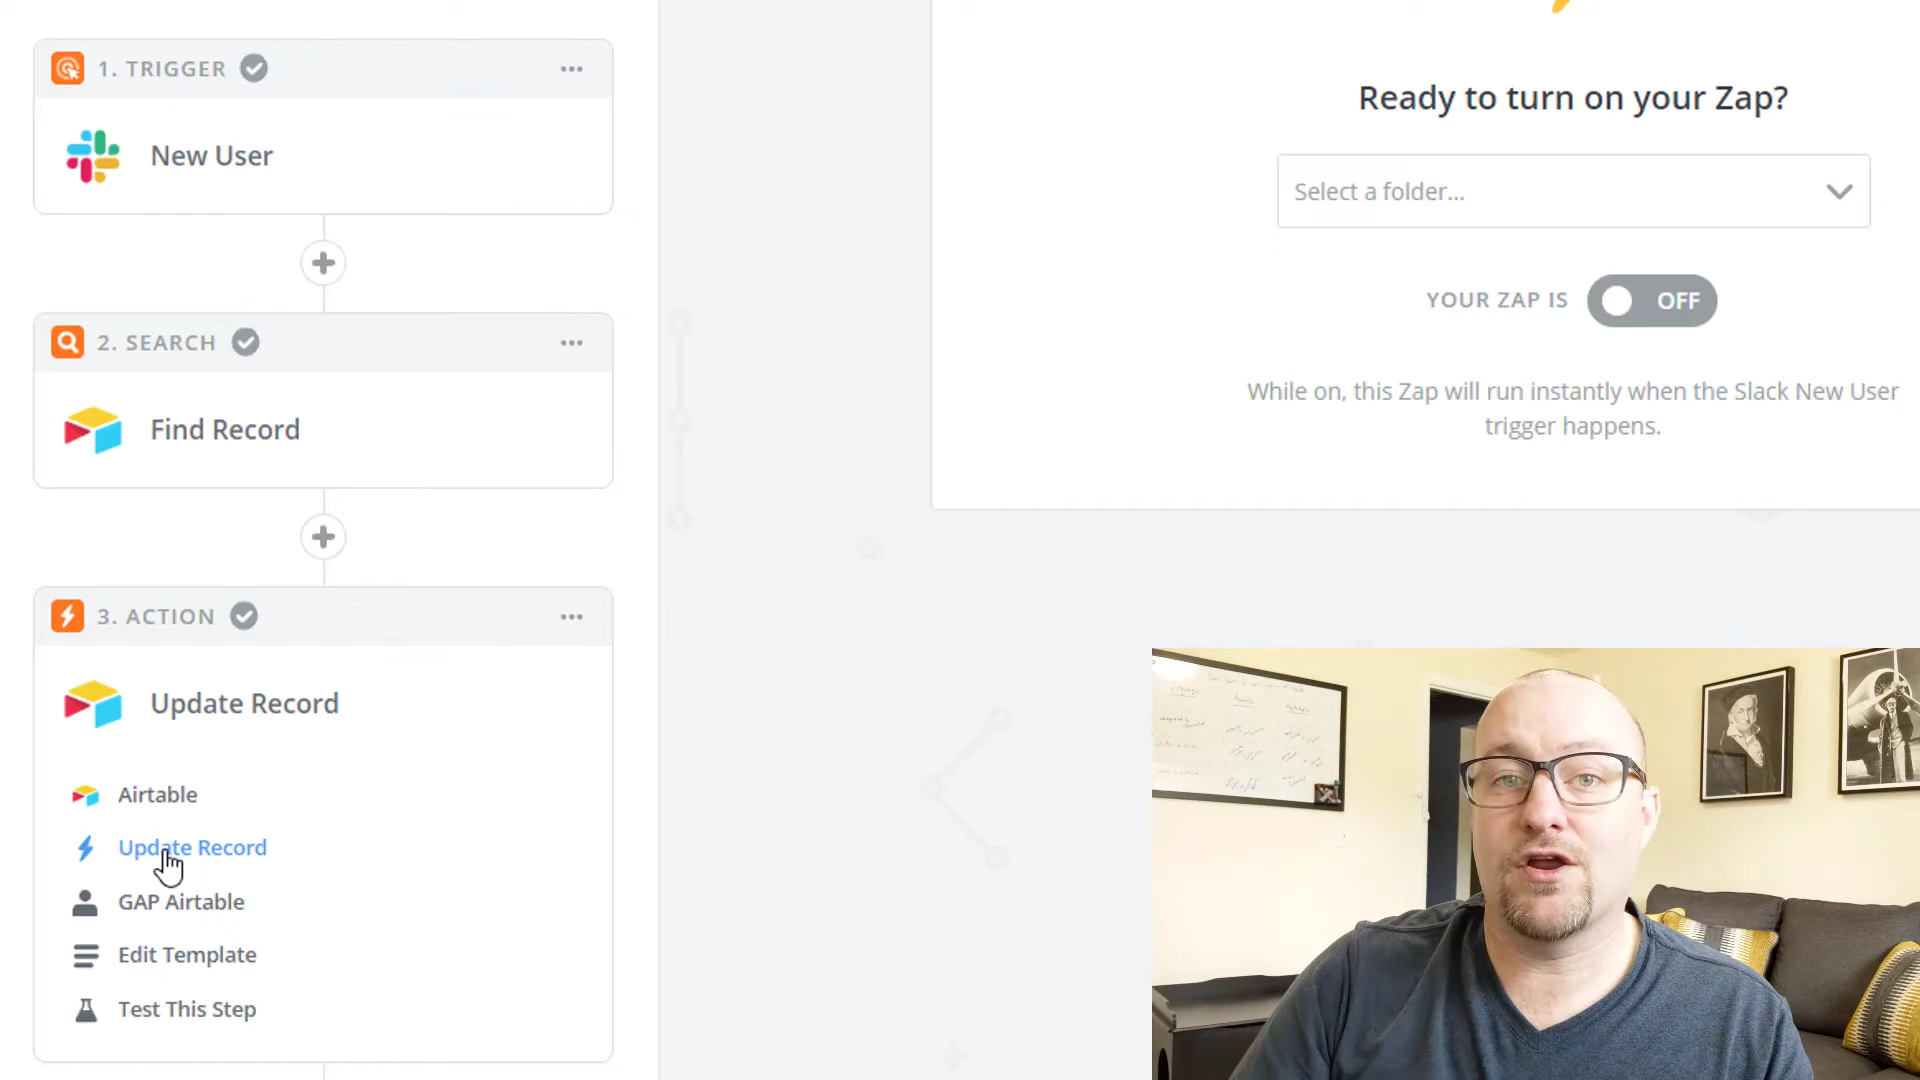 1. TRIGGER
New User
2. SEARCH
Find Record
3. ACTION
Update Record
Airtable
Update Record
GAP Airtable
Edit Template
Test This Step
Ready to turn on your Zap?
Select a folder...
YOUR ZAP IS OFF
While on, this Zap will run instantly when the Slack New User
trigger happens.